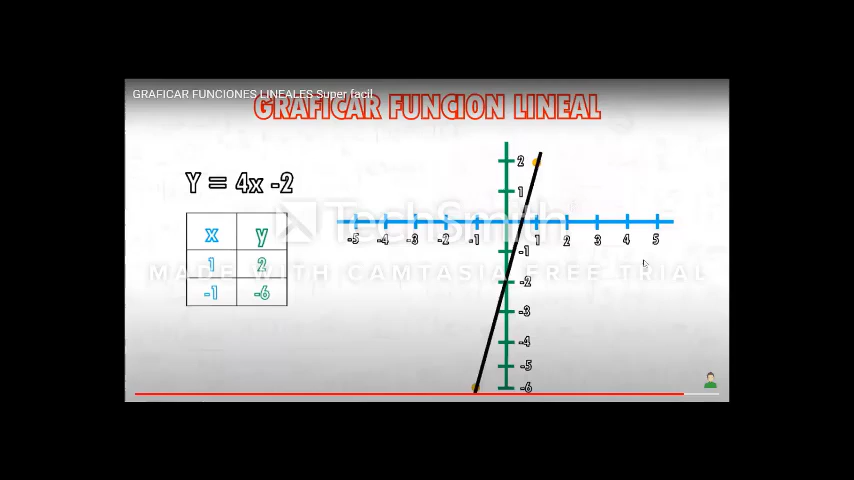 GRAFICAR FUNCIONES LINEALES Super facil
GRAFICAR FUNCION LINEAL
Y = 4x -2
x y
1 2
-1 -6
2
1
-5 -4 -3 -2 -1 1 2 3 4 5
-1
-2
-3
-4
-5
-6
TechSmith
MADE WITH CAMTASIA FREE TRIAL